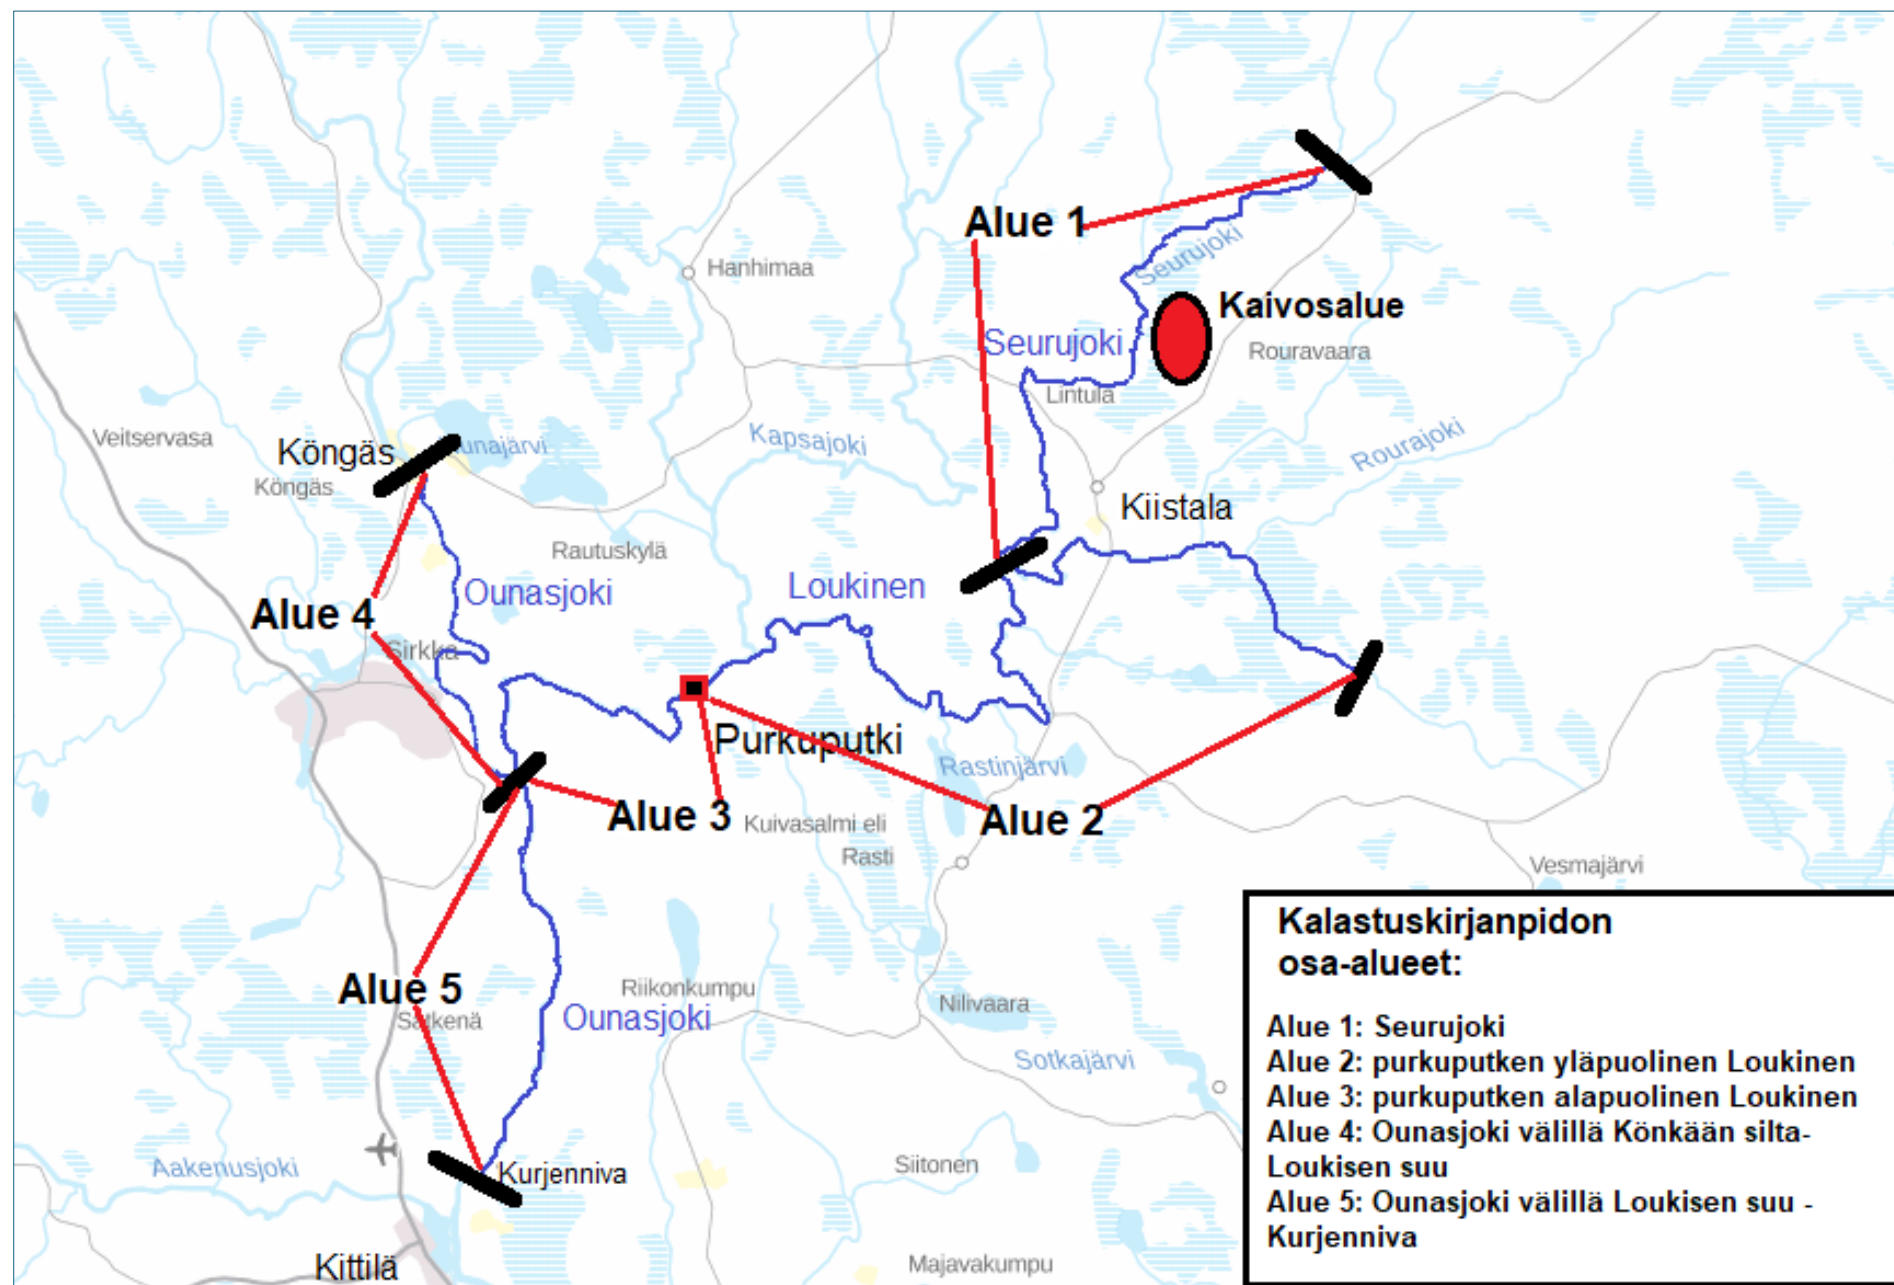 Alue 1
Seurujoki
Hanhimaa
Kaivosalue
Seurujoki
Rouravaara
Lintula
Veitservasa
Köngäs
unajärvi
Kapsajoki
Rourajoki
Köngäs
Kiistala
Rautuskylä
Ounasjoki
Loukinen
Alue 4
Sirkka
Purkuputki
Rastinjärvi
Alue 3
Kuivasalmi eli
Rasti
Alue 2
Vesmajärvi
Alue 5
Satkenä
Riikonkumpu
Ounasjoki
Nilivaara
Sotkajärvi
Aakenusjoki
Kurjenniva
Siitonen
Kittilä
Majavakumpu
Kalastuskirjanpidon
osa-alueet:
Alue 1: Seurujoki
Alue 2: purkuputken yläpuolinen Loukinen
Alue 3: purkuputken alapuolinen Loukinen
Alue 4: Ounasjoki välillä Könkään silta-
Loukisen suu
Alue 5: Ounasjoki välillä Loukisen suu -
Kurjenniva